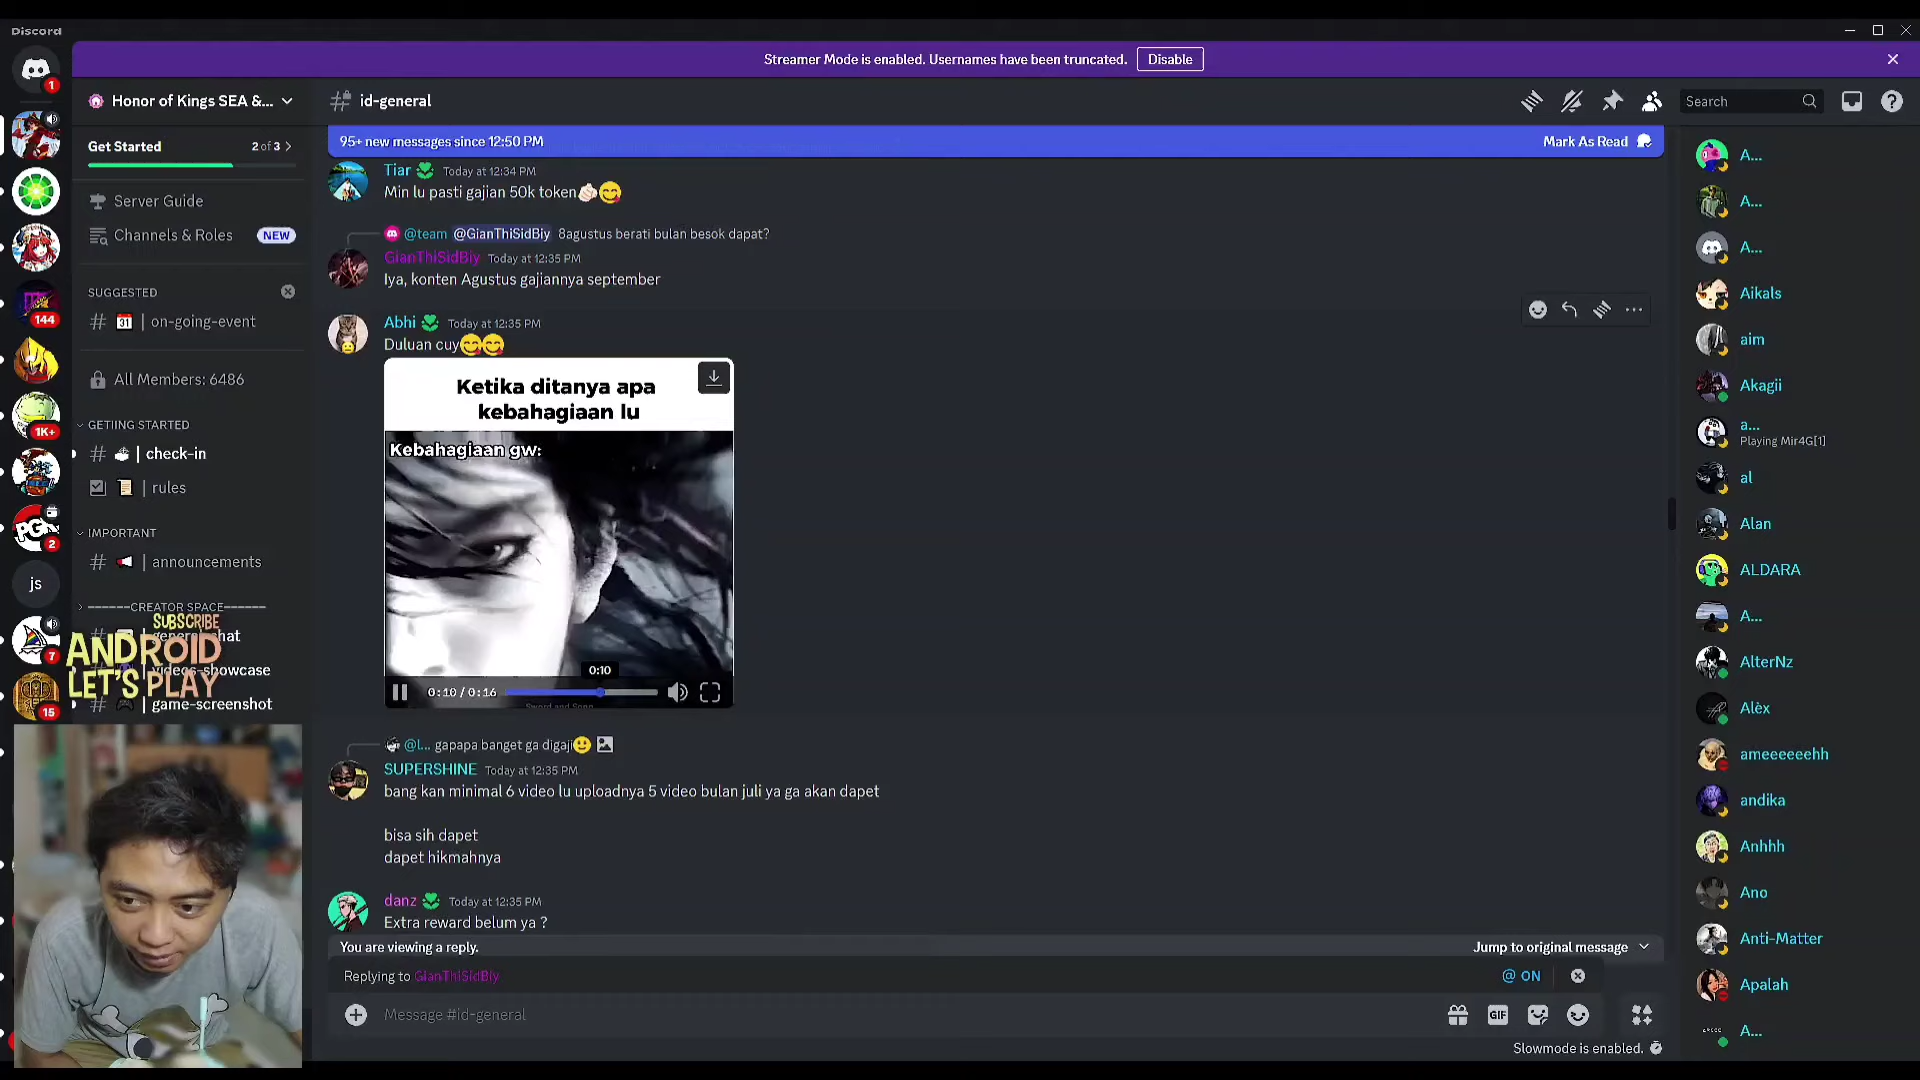 Discord
Streamer Mode is enabled. Usernames have been truncated. Disable
1
144
1K+
2
js
7
15
Honor of Kings SEA &...
Get Started 2 of 3
Server Guide
Channels & Roles NEW
SUGGESTED
31 | on-going-event
All Members: 6486
GETTING STARTED
| check-in
| rules
IMPORTANT
| announcements
------CREATOR SPACE------
| videos-showcase
| game-screenshot
SUBSCRIBE
ANDROID
LET'S PLAY
id-general
Search
95+ new messages since 12:50 PM Mark As Read
Tiar Today at 12:34 PM
Min lu pasti gajian 50k token
@team @GianThiSidBiy 8agustus berati bulan besok dapat?
GianThiSidBiy Today at 12:35 PM
Iya, konten Agustus gajiannya september
Abhi Today at 12:35 PM
Duluan cuy
Ketika ditanya apa
kebahagiaan lu
Kebahagiaan gw:
0:10
0:10 / 0:16
Sword and Song
@l... gapapa banget ga digaji
SUPERSHINE Today at 12:35 PM
bang kan minimal 6 video lu uploadnya 5 video bulan juli ya ga akan dapet
bisa sih dapet
dapet hikmahnya
danz Today at 12:35 PM
Extra reward belum ya ?
You are viewing a reply. Jump to original message
Replying to GianThiSidBiy @ ON
Message #id-general
GIF
Slowmode is enabled.
A...
A...
A...
Aikals
aim
Akagii
a...
Playing Mir4G[1]
al
Alan
ALDARA
A...
AlterNz
Alèx
ameeeeeehh
andika
Anhhh
Ano
Anti-Matter
Apalah
A...